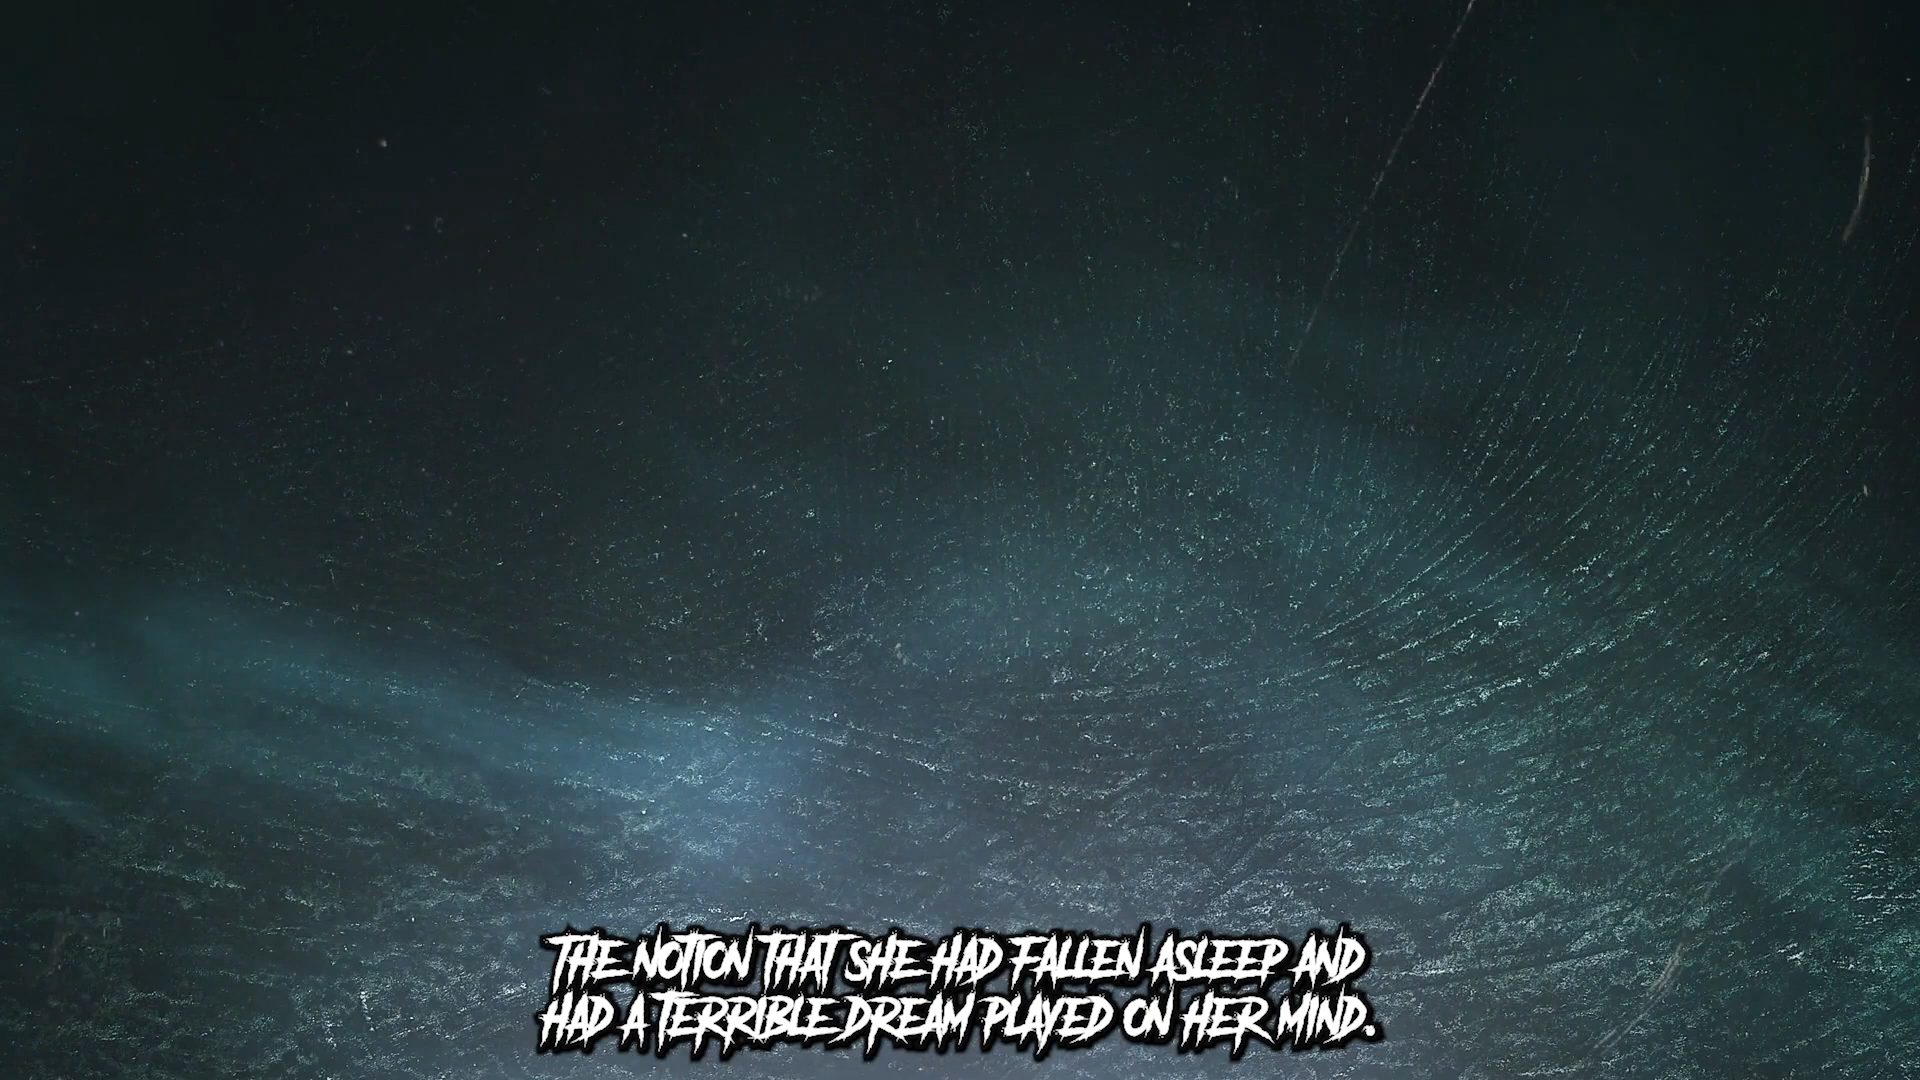 THE NOTION THAT SHE HAD FALLEN ASLEEP AND
HAD A TERRIBLE DREAM PLAYED ON HER MIND.